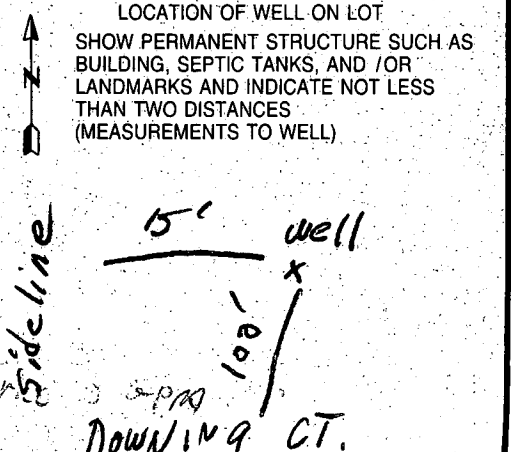 LOCATION OF WELL ON LOT
SHOW PERMANENT STRUCTURE SUCH AS
BUILDING, SEPTIC TANKS, AND /OR
LANDMARKS AND INDICATE NOT LESS
THAN TWO DISTANCES
(MEASUREMENTS TO WELL)
N
15'
well
x
Sideline
100'
DOWNING CT.